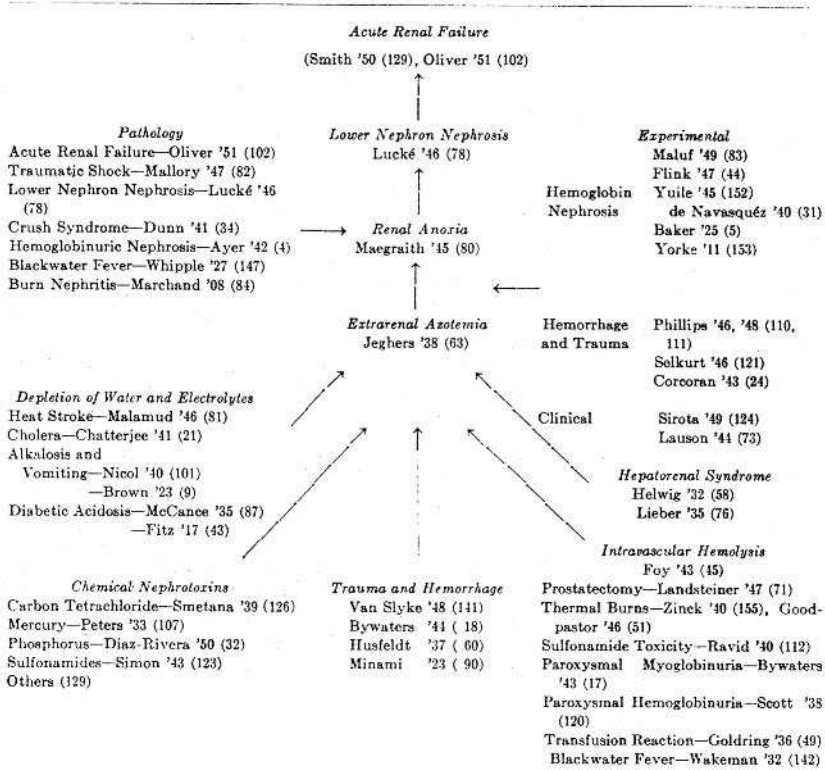 Acute Renal Failure
(Smith '50 (129), Oliver '51 (102)
Pathology
Acute Renal Failure—Oliver '51 (102)
Traumatic Shock—Mallory '47 (82)
Lower Nephron Nephrosis—Lucké '46
(78)
Crush Syndrome—Dunn '41 (34)
Hemoglobinuric Nephrosis—Ayer '42 (4)
Blackwater Fever—Whipple '27 (147)
Burn Nephritis—Marchand '08 (84)
Lower Nephron Nephrosis
Lucké '46 (78)
Renal Anoxia
Maegraith '45 (80)
Extrarenal Azotemia
Jeghers '38 (63)
Experimental
Maluf '49 (83)
Flink '47 (44)
Hemoglobin Yuile '45 (152)
Nephrosis de Navasquéz '40 (31)
Baker '25 (5)
Yorke '11 (153)
Hemorrhage Phillips '46, '48 (110,
and Trauma 111)
Selkurt '46 (121)
Corcoran '43 (24)
Clinical Sirota '49 (124)
Lauson '44 (73)
Depletion of Water and Electrolytes
Heat Stroke—Malamud '46 (81)
Cholera—Chatterjee '41 (21)
Alkalosis and
Vomiting—Nicol '40 (101)
—Brown '23 (9)
Diabetic Acidosis—McCance '35 (87)
—Fitz '17 (43)
Hepatorenal Syndrome
Helwig '32 (58)
Lieber '35 (76)
Chemical Nephrotoxins
Carbon Tetrachloride—Smetana '39 (126)
Mercury—Peters '33 (107)
Phosphorus—Diaz-Rivera '50 (32)
Sulfonamides—Simon '43 (123)
Others (129)
Trauma and Hemorrhage
Van Slyke '48 (141)
Bywaters '44 ( 18)
Husfeldt '37 ( 60)
Minami '23 ( 90)
Intravascular Hemolysis
Foy '43 (45)
Prostatectomy—Landsteiner '47 (71)
Thermal Burns—Zinck '40 (155), Good-
pastor '46 (51)
Sulfonamide Toxicity—Ravid '40 (112)
Paroxysmal Myoglobinuria—Bywaters
'43 (17)
Paroxysmal Hemoglobinuria—Scott '38
(120)
Transfusion Reaction—Goldring '36 (49)
Blackwater Fever—Wakeman '32 (142)